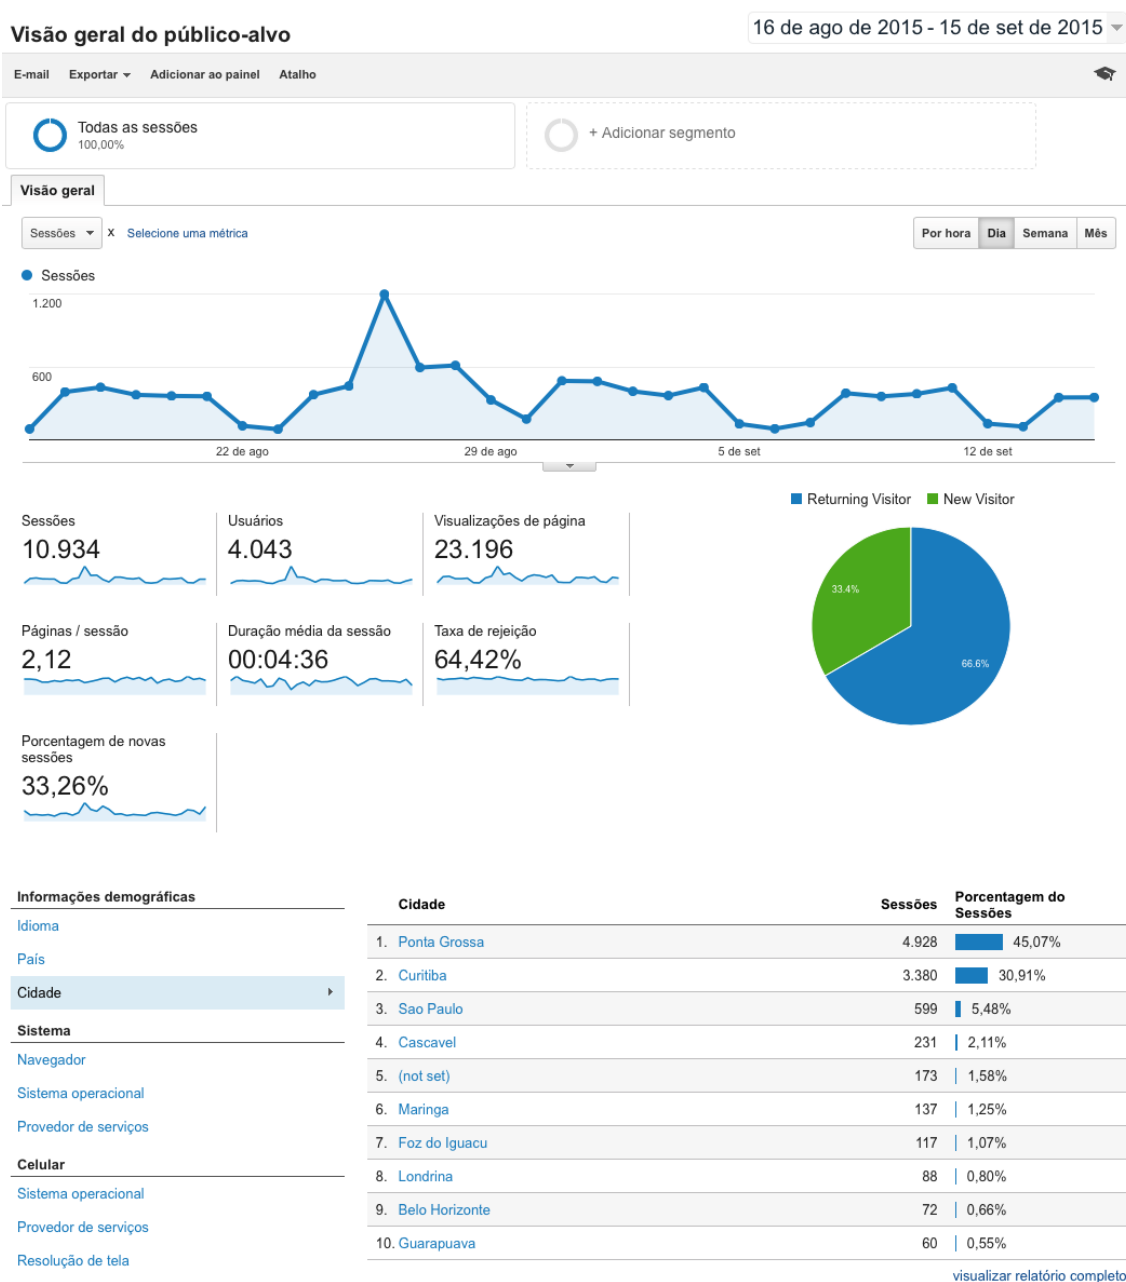 Visão geral do público-alvo
16 de ago de 2015 - 15 de set de 2015
E-mail Exportar Adicionar ao painel Atalho
Todas as sessões
100,00%
+ Adicionar segmento
Visão geral
Sessões x Selecione uma métrica
Por hora Dia Semana Mês
Sessões
1.200
600
22 de ago 29 de ago 5 de set 12 de set
Returning Visitor New Visitor
33.4%
66.6%
Sessões
10.934
Usuários
4.043
Visualizações de página
23.196
Páginas / sessão
2,12
Duração média da sessão
00:04:36
Taxa de rejeição
64,42%
Porcentagem de novas
sessões
33,26%
Informações demográficas
Idioma
País
Cidade
Sistema
Navegador
Sistema operacional
Provedor de serviços
Celular
Sistema operacional
Provedor de serviços
Resolução de tela
Cidade Sessões Porcentagem do
Sessões
1. Ponta Grossa 4.928 45,07%
2. Curitiba 3.380 30,91%
3. Sao Paulo 599 5,48%
4. Cascavel 231 2,11%
5. (not set) 173 1,58%
6. Maringa 137 1,25%
7. Foz do Iguacu 117 1,07%
8. Londrina 88 0,80%
9. Belo Horizonte 72 0,66%
10. Guarapuava 60 0,55%
visualizar relatório completo